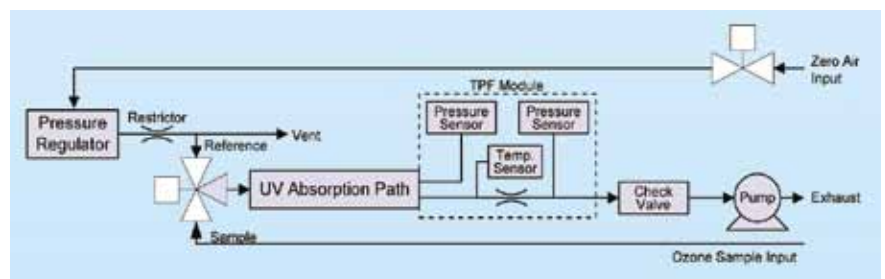 Zero Air
Input
TPF Module
Pressure
Regulator
Restrictor
Vent
Reference
Pressure
Sensor
Pressure
Sensor
Temp.
Sensor
UV Absorption Path
Check
Valve
Pump
Exhaust
Sample
Ozone Sample Input